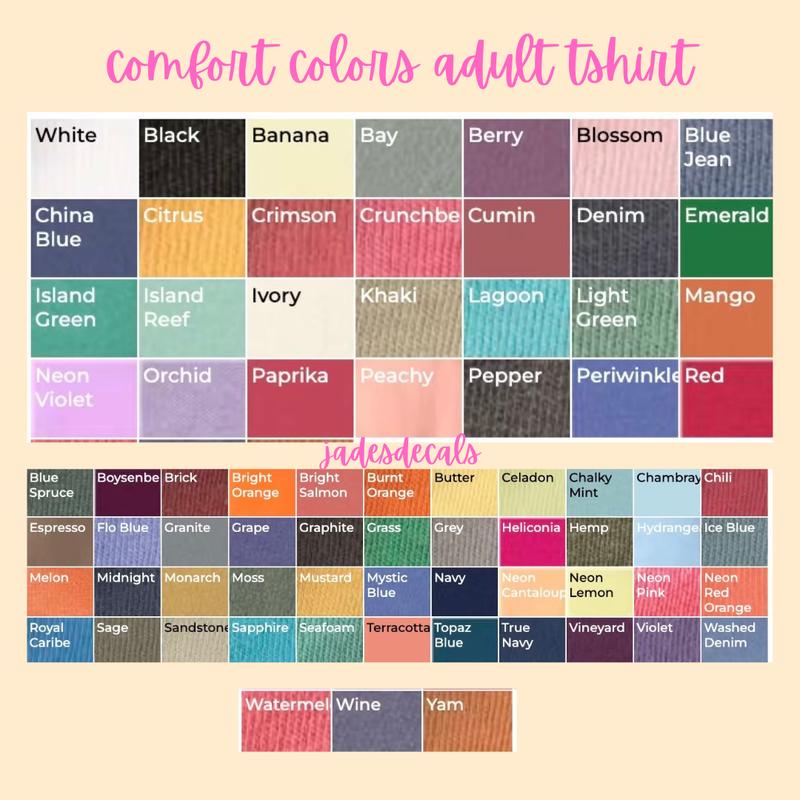 comfort colors adult tshirt
White
Black
Banana
Bay
Berry
Blossom
Blue
Jean
China
Blue
Citrus
Crimson
Crunchbe
Cumin
Denim
Emerald
Island
Green
Island
Reef
Ivory
Khaki
Lagoon
Light
Green
Mango
Neon
Violet
Orchid
Paprika
Peachy
Pepper
Periwinkle
Red
jadesdecals
Blue
Spruce
Boysenbe
Brick
Bright
Orange
Bright
Salmon
Burnt
Orange
Butter
Celadon
Chalky
Mint
Chambray
Chili
Espresso
Flo Blue
Granite
Grape
Graphite
Grass
Grey
Heliconia
Hemp
Hydrange
Ice Blue
Melon
Midnight
Monarch
Moss
Mustard
Mystic
Blue
Navy
Neon
Cantaloup
Neon
Lemon
Neon
Pink
Neon
Red
Orange
Royal
Caribe
Sage
Sandstone
Sapphire
Seafoam
Terracotta
Topaz
Blue
True
Navy
Vineyard
Violet
Washed
Denim
Watermel
Wine
Yam